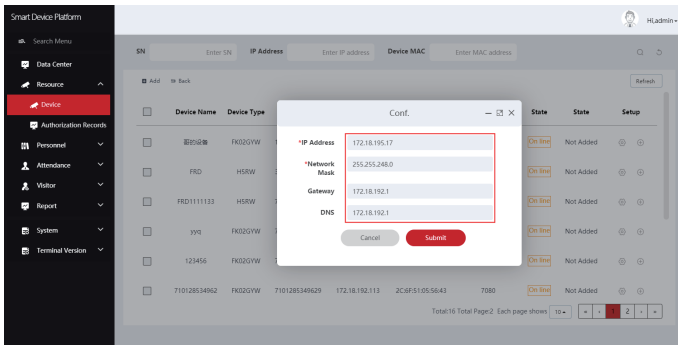 Smart Device Platform
Hi,admin
Search Menu
SN Enter SN IP Address Enter IP address Device MAC Enter MAC address
Data Center
Resource
Add Back Refresh
Device
Device Name Device Type Conf. State State Setup
Authorization Records
Personnel
FK02GYW *IP Address 172.18.195.17 On line Not Added
Attendance
*Network Mask 255.255.248.0
FRD HSRW On line Not Added
Visitor
Gateway 172.18.192.1
FRD1111133 HSRW On line Not Added
Report
DNS 172.18.192.1
System
yyq FK02GYW Cancel Submit On line Not Added
Terminal Version
123456 FK02GYW On line Not Added
710128534962 FK02GYW 7101285349629 172.18.192.113 2C:6F:51:05:56:43 7080 On line Not Added
Total:16 Total Page:2 Each page shows 10 « ‹ 1 2 › »